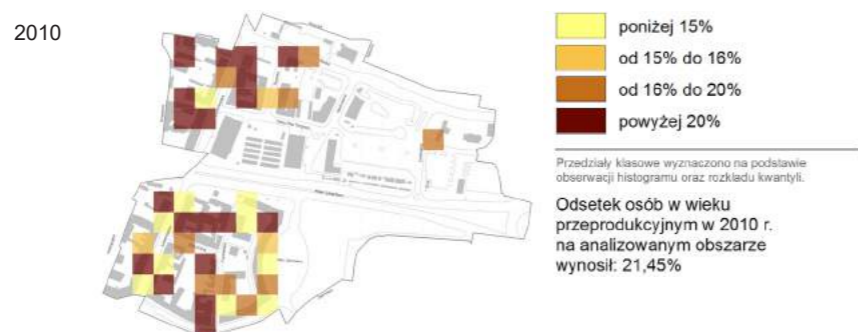 2010
poniżej 15%
od 15% do 16%
od 16% do 20%
powyżej 20%
Przedziały klasowe wyznaczono na podstawie
obserwacji histogramu oraz rozkładu kwantyli.
Odsetek osób w wieku
przeprodukcyjnym w 2010 r.
na analizowanym obszarze
wynosił: 21,45%